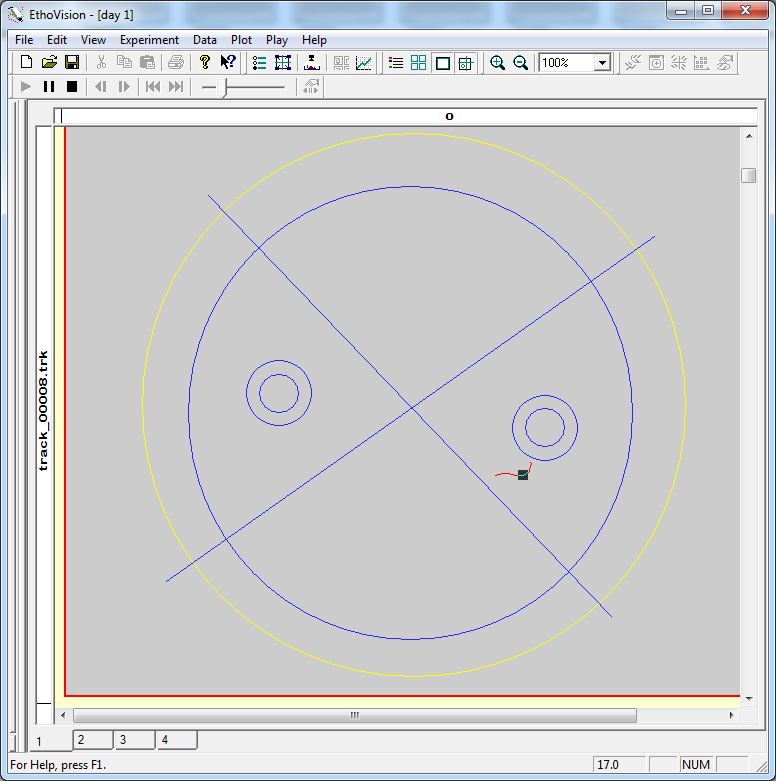 EthoVision - [day 1]
File Edit View Experiment Data Plot Play Help
100%
o
track_00008.trk
1 2 3 4
For Help, press F1. 17.0 NUM